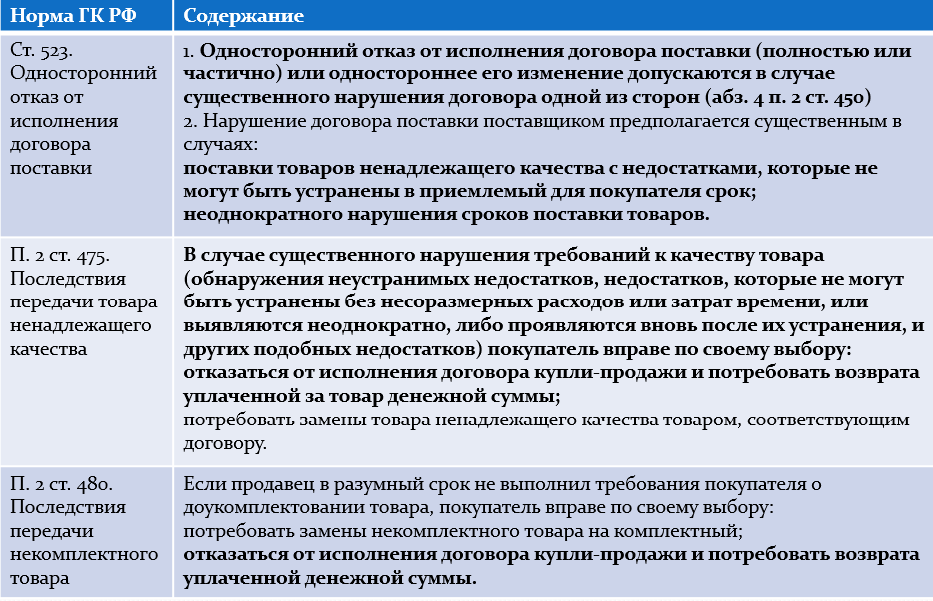 Норма ГК РФ
Содержание
Ст. 523.
Односторонний
отказ от
исполнения
договора
поставки
1. Односторонний отказ от исполнения договора поставки (полностью или
частично) или одностороннее его изменение допускаются в случае
существенного нарушения договора одной из сторон (абз. 4 п. 2 ст. 450)
2. Нарушение договора поставки поставщиком предполагается существенным в
случаях:
поставки товаров ненадлежащего качества с недостатками, которые не
могут быть устранены в приемлемый для покупателя срок;
неоднократного нарушения сроков поставки товаров.
П. 2 ст. 475.
Последствия
передачи товара
ненадлежащего
качества
В случае существенного нарушения требований к качеству товара
(обнаружения неустранимых недостатков, недостатков, которые не могут
быть устранены без несоразмерных расходов или затрат времени, или
выявляются неоднократно, либо проявляются вновь после их устранения, и
других подобных недостатков) покупатель вправе по своему выбору:
отказаться от исполнения договора купли-продажи и потребовать возврата
уплаченной за товар денежной суммы;
потребовать замены товара ненадлежащего качества товаром, соответствующим
договору.
П. 2 ст. 480.
Последствия
передачи
некомплектного
товара
Если продавец в разумный срок не выполнил требования покупателя о
доукомплектовании товара, покупатель вправе по своему выбору:
потребовать замены некомплектного товара на комплектный;
отказаться от исполнения договора купли-продажи и потребовать возврата
уплаченной денежной суммы.